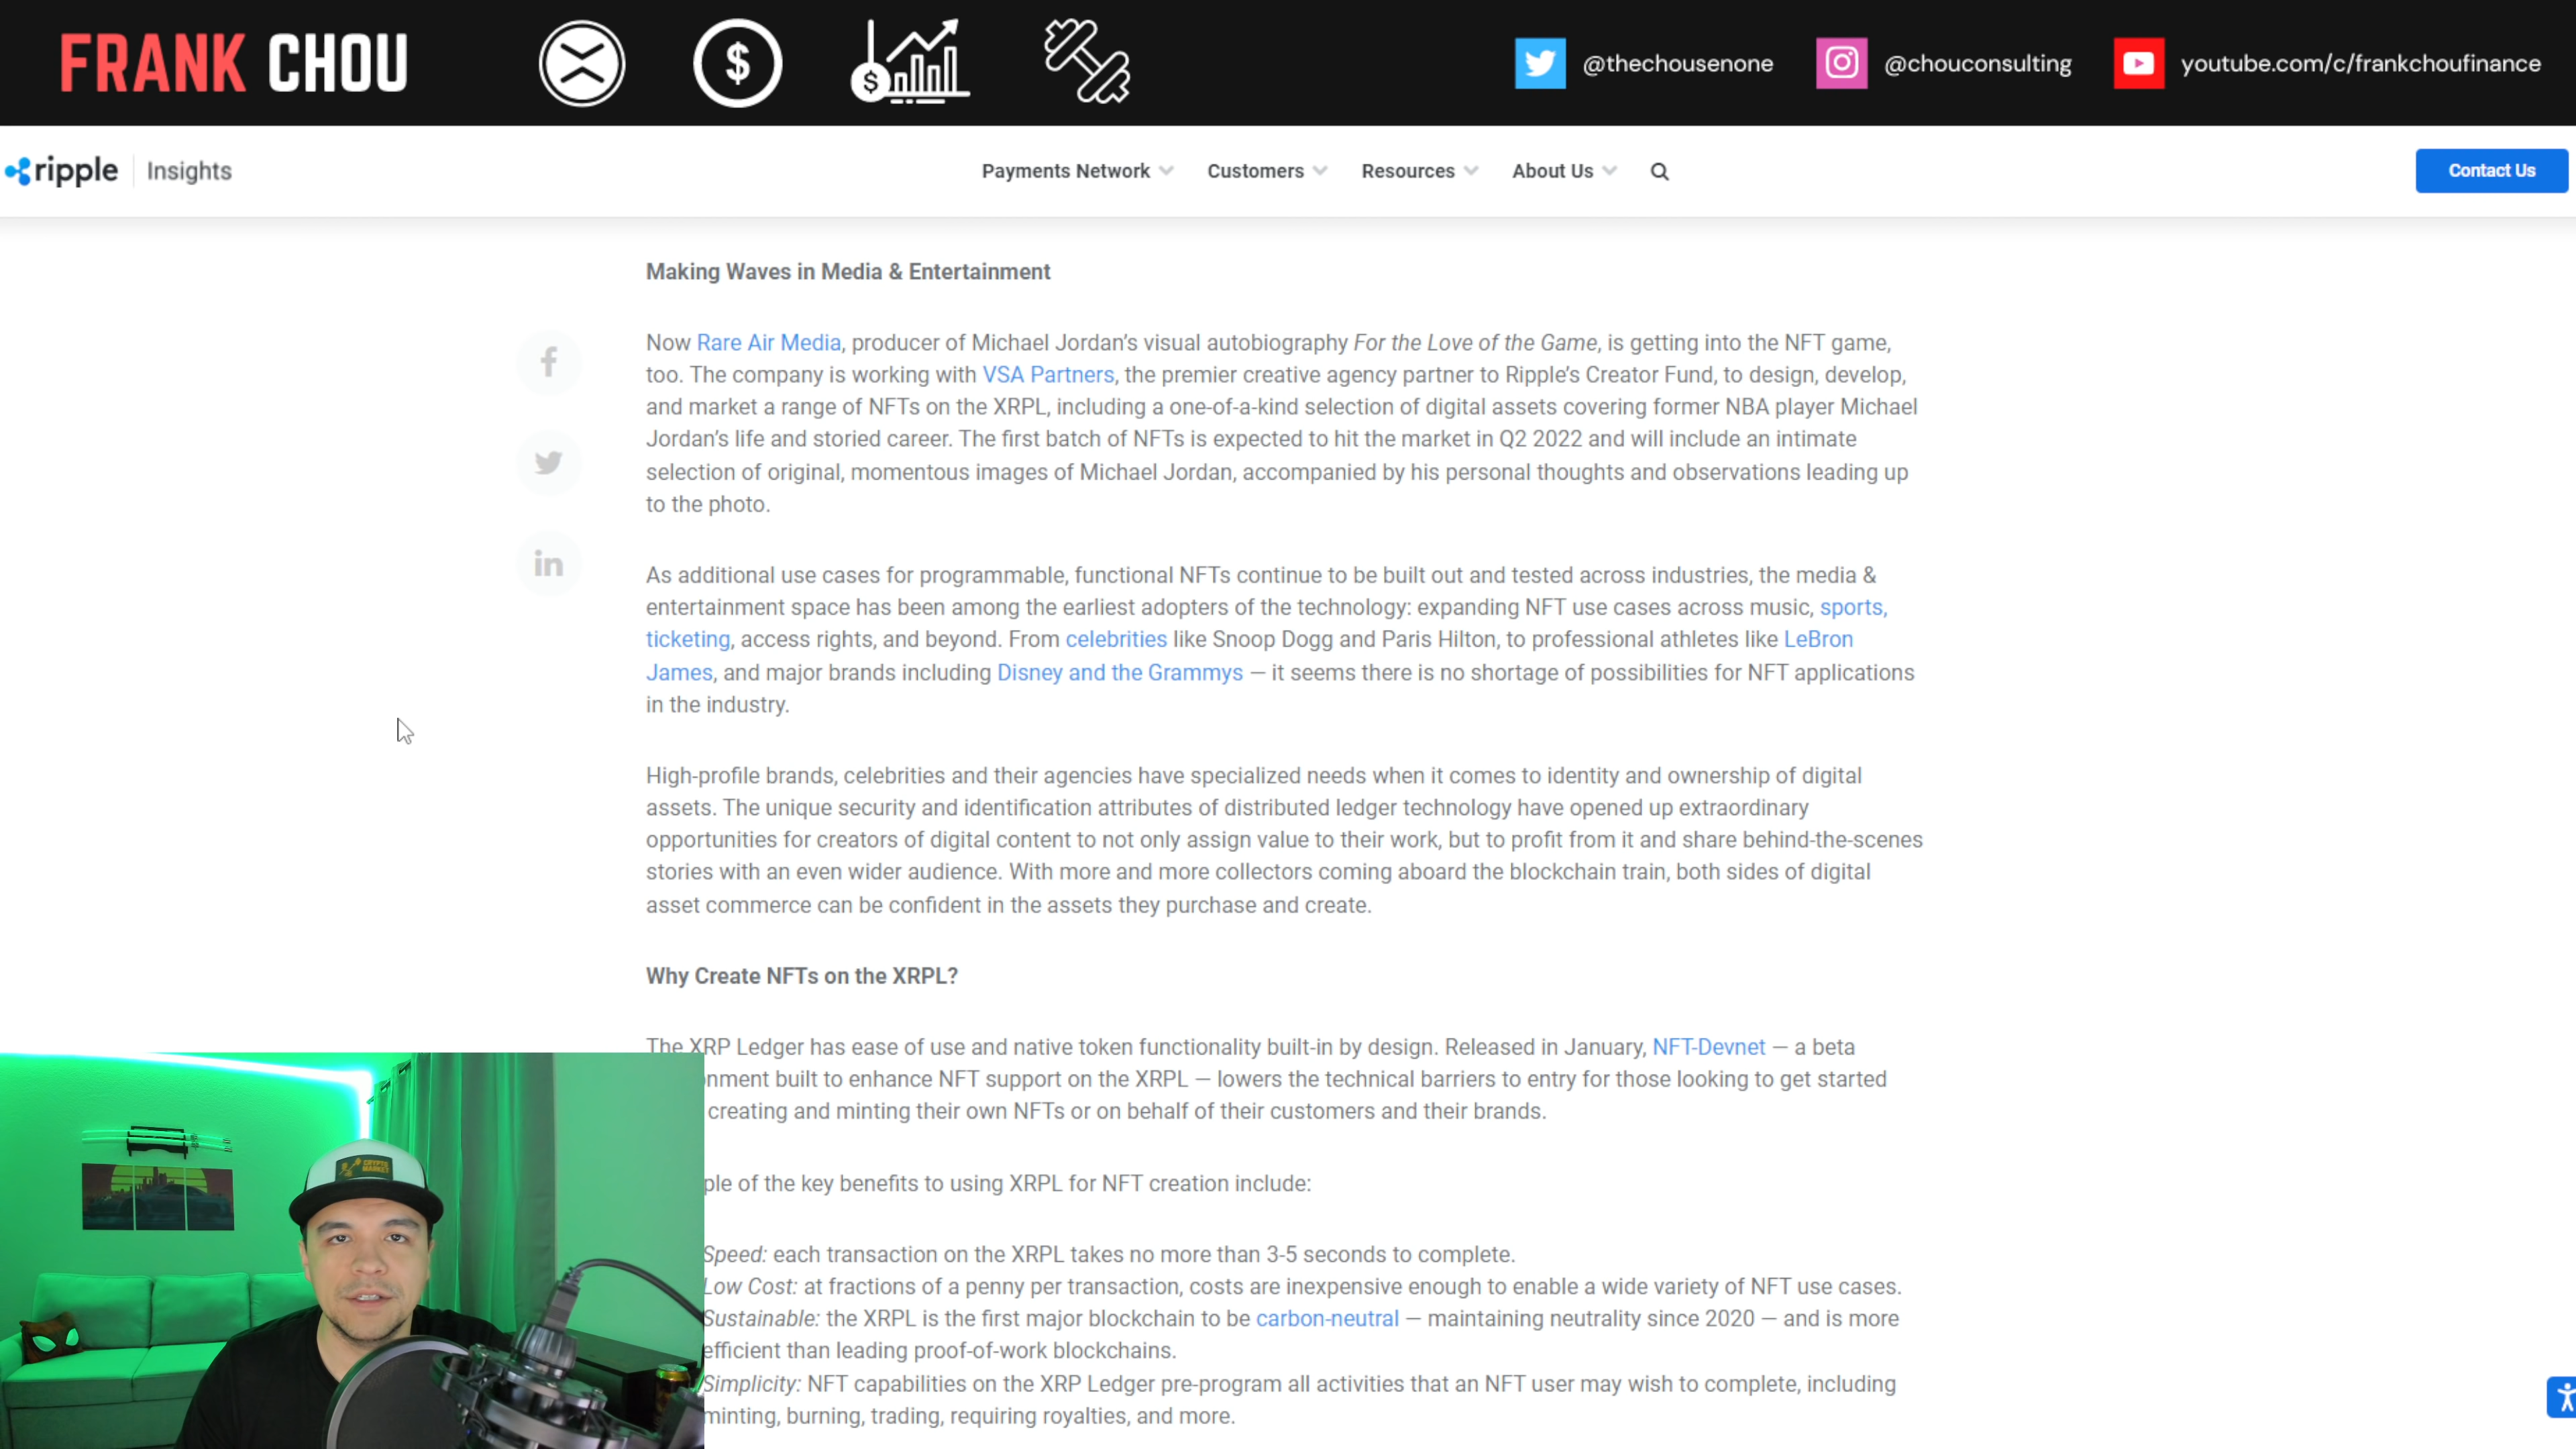 FRANK CHOU
@thechousenone
@chouconsulting
youtube.com/c/frankchoufinance
ripple Insights
Payments Network
Customers
Resources
About Us
Contact Us
Making Waves in Media & Entertainment
Now Rare Air Media, producer of Michael Jordan's visual autobiography For the Love of the Game, is getting into the NFT game,
too. The company is working with VSA Partners, the premier creative agency partner to Ripple's Creator Fund, to design, develop,
and market a range of NFTs on the XRPL, including a one-of-a-kind selection of digital assets covering former NBA player Michael
Jordan's life and storied career. The first batch of NFTs is expected to hit the market in Q2 2022 and will include an intimate
selection of original, momentous images of Michael Jordan, accompanied by his personal thoughts and observations leading up
to the photo.
As additional use cases for programmable, functional NFTs continue to be built out and tested across industries, the media &
entertainment space has been among the earliest adopters of the technology: expanding NFT use cases across music, sports,
ticketing, access rights, and beyond. From celebrities like Snoop Dogg and Paris Hilton, to professional athletes like LeBron
James, and major brands including Disney and the Grammys — it seems there is no shortage of possibilities for NFT applications
in the industry.
High-profile brands, celebrities and their agencies have specialized needs when it comes to identity and ownership of digital
assets. The unique security and identification attributes of distributed ledger technology have opened up extraordinary
opportunities for creators of digital content to not only assign value to their work, but to profit from it and share behind-the-scenes
stories with an even wider audience. With more and more collectors coming aboard the blockchain train, both sides of digital
asset commerce can be confident in the assets they purchase and create.
Why Create NFTs on the XRPL?
The XRP Ledger has ease of use and native token functionality built-in by design. Released in January, NFT-Devnet — a beta
nment built to enhance NFT support on the XRPL — lowers the technical barriers to entry for those looking to get started
creating and minting their own NFTs or on behalf of their customers and their brands.
ple of the key benefits to using XRPL for NFT creation include:
Speed: each transaction on the XRPL takes no more than 3-5 seconds to complete.
Low Cost: at fractions of a penny per transaction, costs are inexpensive enough to enable a wide variety of NFT use cases.
Sustainable: the XRPL is the first major blockchain to be carbon-neutral — maintaining neutrality since 2020 — and is more
efficient than leading proof-of-work blockchains.
Simplicity: NFT capabilities on the XRP Ledger pre-program all activities that an NFT user may wish to complete, including
minting, burning, trading, requiring royalties, and more.
CRYPTO
MARKET